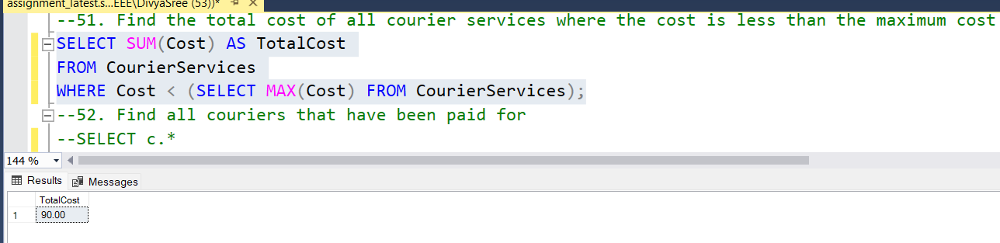 assignment_latest.s...EEE\DivyaSree (53))*
--51. Find the total cost of all courier services where the cost is less than the maximum cost
SELECT SUM(Cost) AS TotalCost
FROM CourierServices
WHERE Cost < (SELECT MAX(Cost) FROM CourierServices);
--52. Find all couriers that have been paid for
--SELECT c.*
144 %
Results Messages
TotalCost
1 90.00